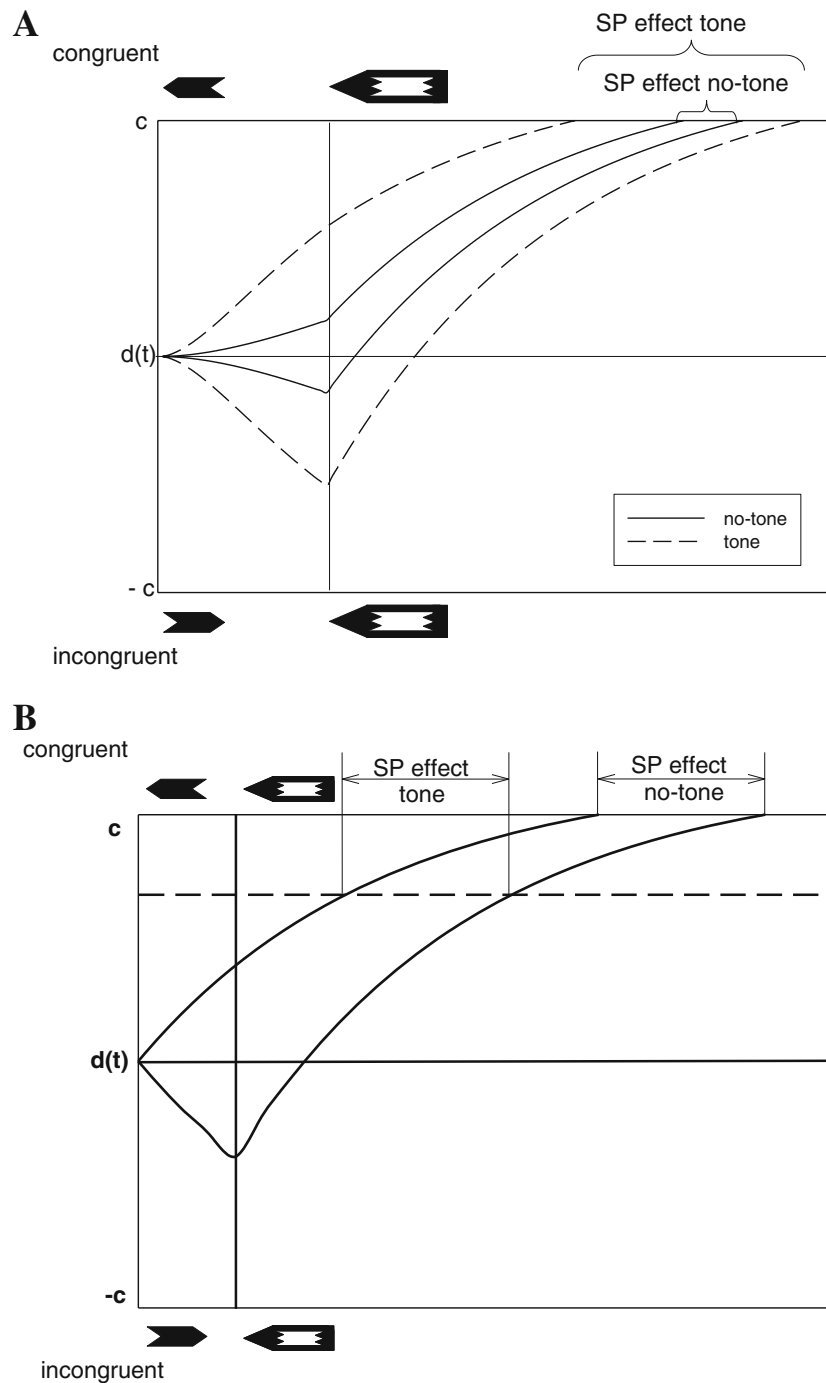 A
SP effect tone
congruent
SP effect no-tone
c
d(t)
no-tone
tone
- c
incongruent
B
congruent
SP effect
tone
SP effect
no-tone
c
d(t)
-c
incongruent